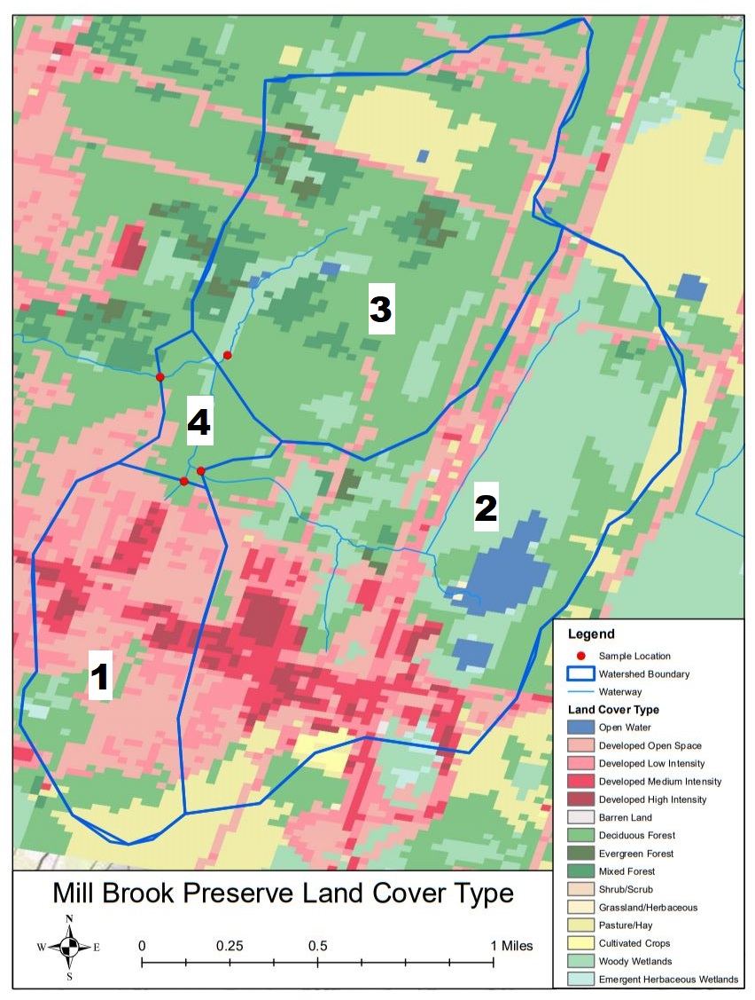 3
4
2
1
Legend
Sample Location
Watershed Boundary
Waterway
Land Cover Type
Open Water
Developed Open Space
Developed Low Intensity
Developed Medium Intensity
Developed High Intensity
Barren Land
Deciduous Forest
Evergreen Forest
Mixed Forest
Shrub/Scrub
Grassland/Herbaceous
Pasture/Hay
Cultivated Crops
Woody Wetlands
Emergent Herbaceous Wetlands
Mill Brook Preserve Land Cover Type
N
W E
S
0 0.25 0.5 1 Miles